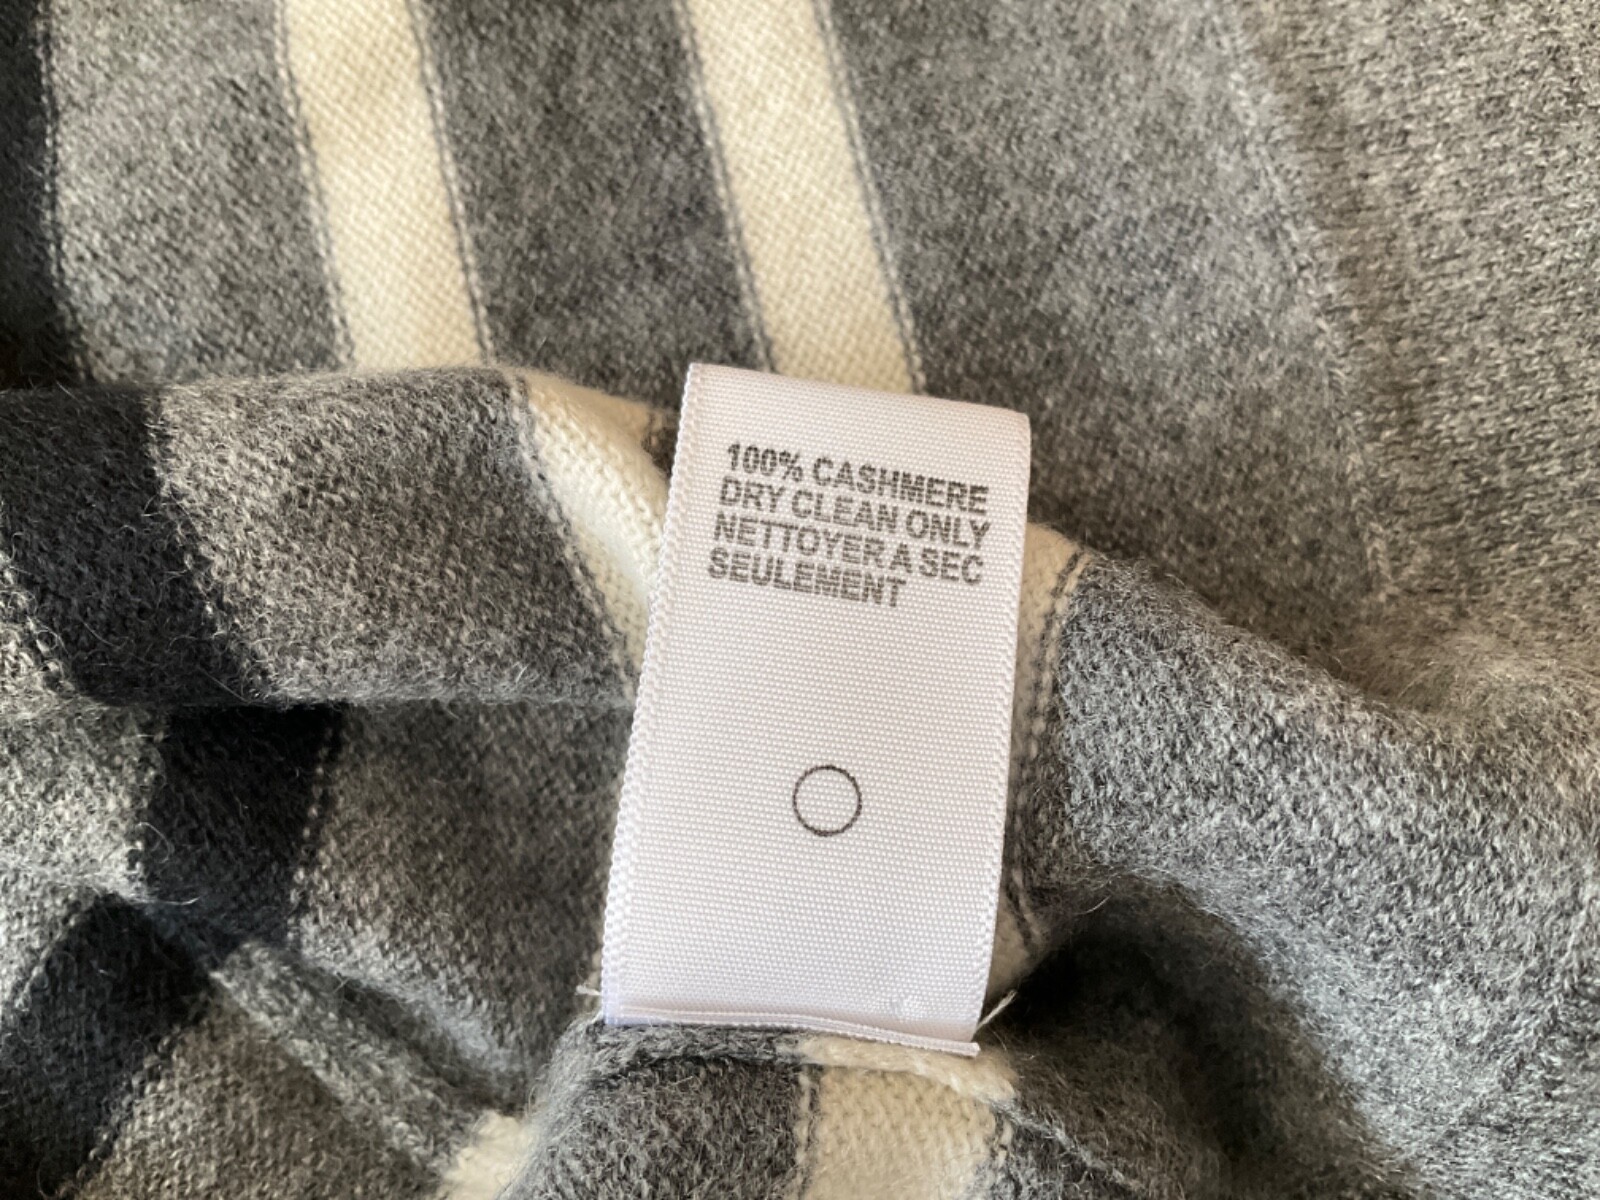 100% CASHMERE
DRY CLEAN ONLY
NETTOYER A SEC
SEULEMENT